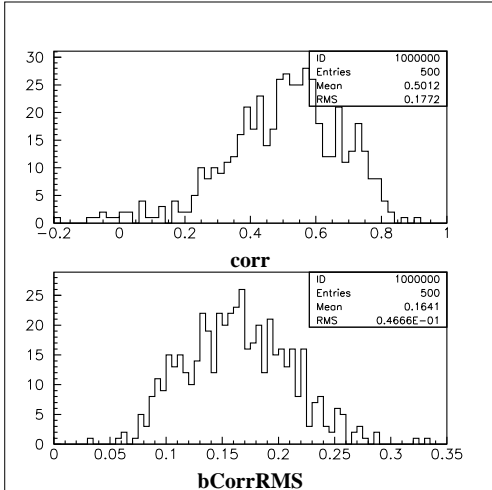 ID 1000000
Entries 500
Mean 0.5012
RMS 0.1772
30
25
20
15
10
5
0
-0.2 0 0.2 0.4 0.6 0.8 1
corr
ID 1000000
Entries 500
Mean 0.1641
RMS 0.4666E-01
25
20
15
10
5
0
0 0.05 0.1 0.15 0.2 0.25 0.3 0.35
bCorrRMS